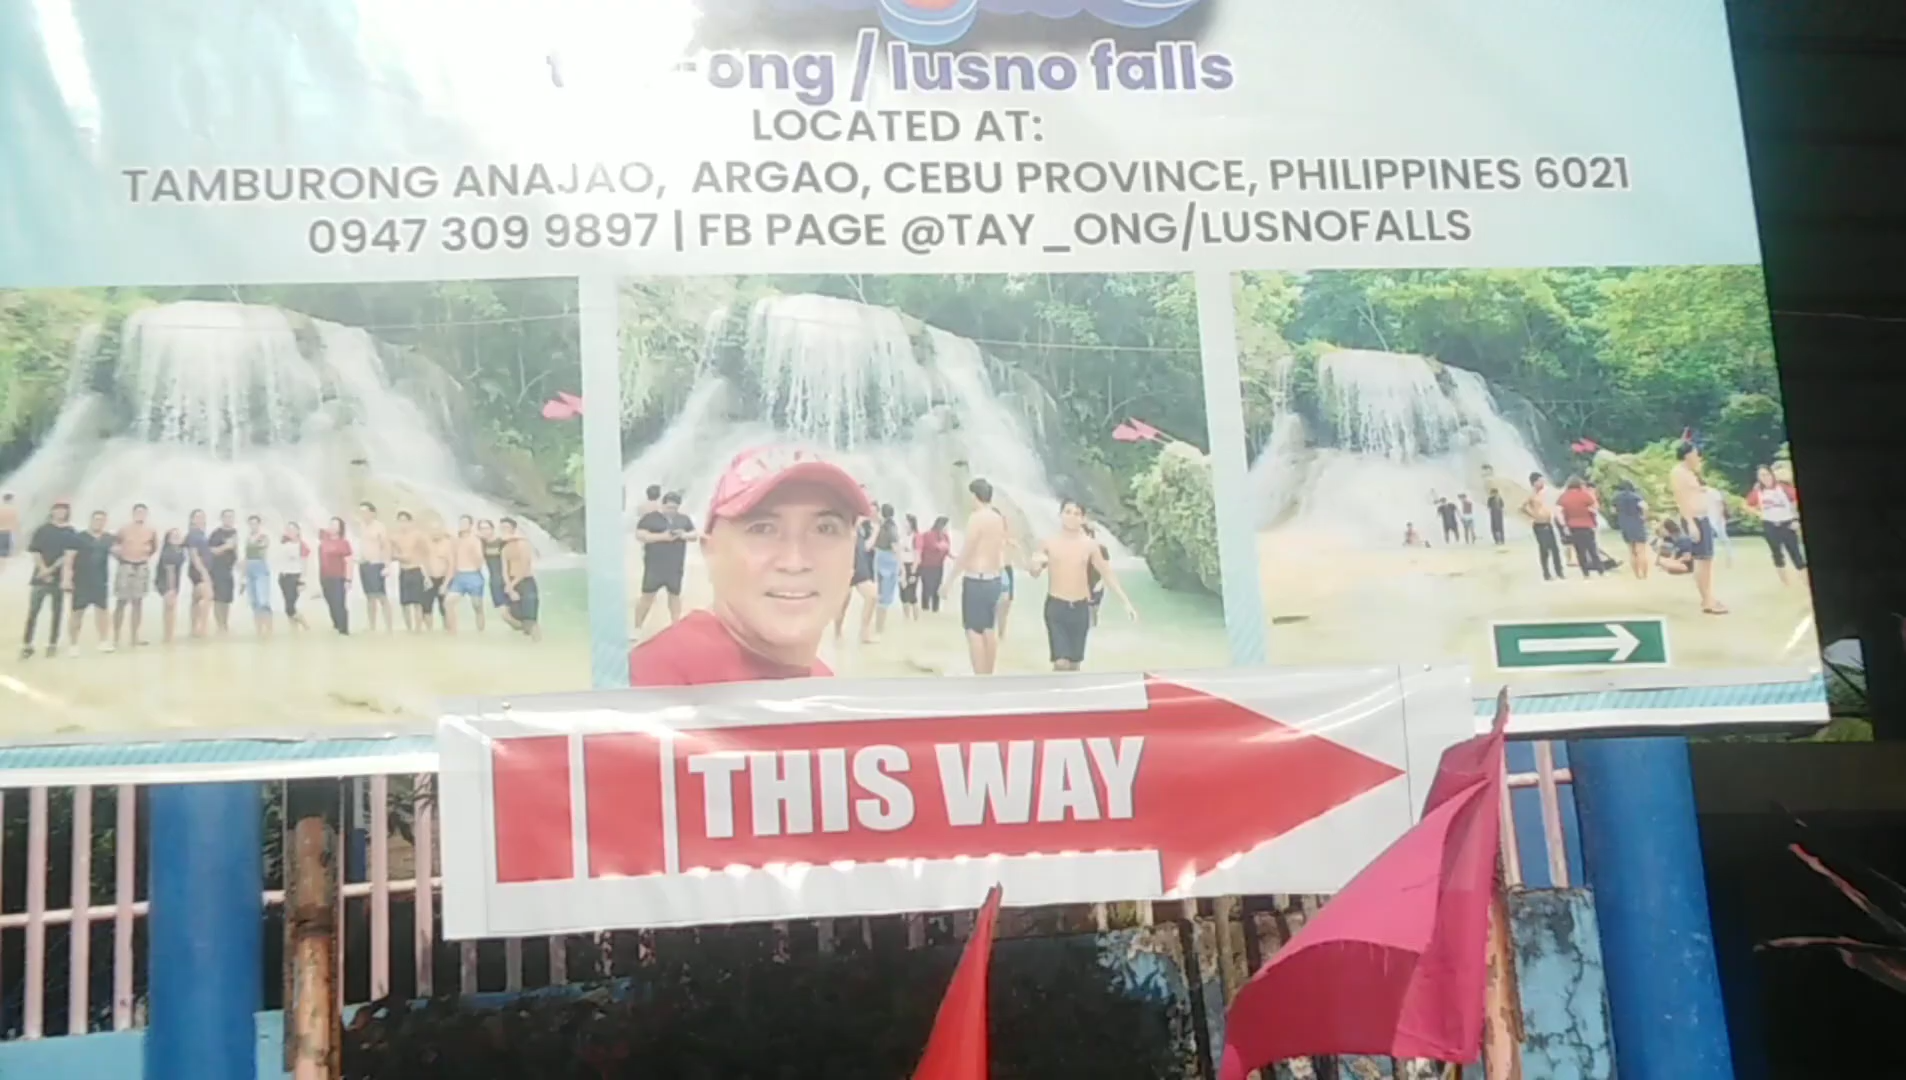 ong / lusno falls
LOCATED AT:
TAMBURONG ANAJAO, ARGAO, CEBU PROVINCE, PHILIPPINES 6021
0947 309 9897 | FB PAGE @TAY_ONG/LUSNOFALLS
THIS WAY